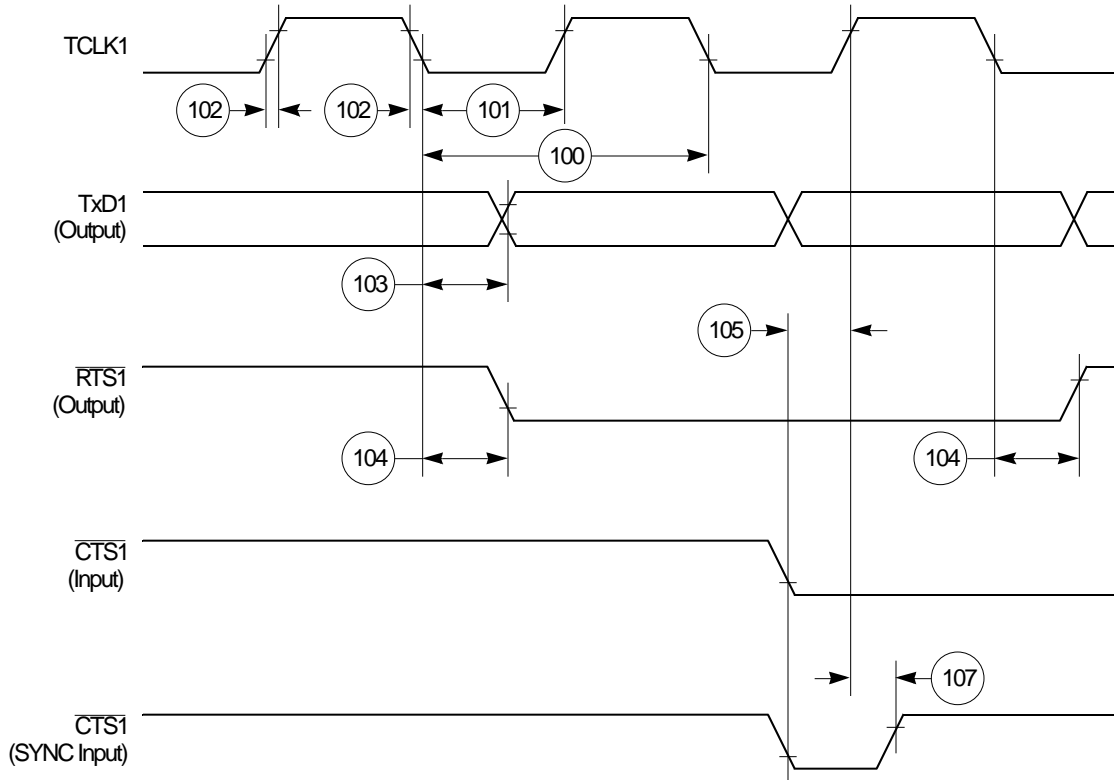 TCLK1
102
102
101
100
TxD1
(Output)
103
105
RTS1
(Output)
104
104
CTS1
(Input)
107
CTS1
(SYNC Input)